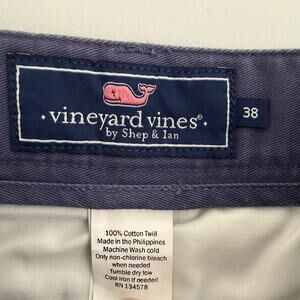 vineyard vines®
by Shep & Ian
38
100% Cotton Twill
Made in the Philippines
Machine Wash cold
Only non-chlorine bleach
when needed
Tumble dry low
Cool iron if needed
RN 134578